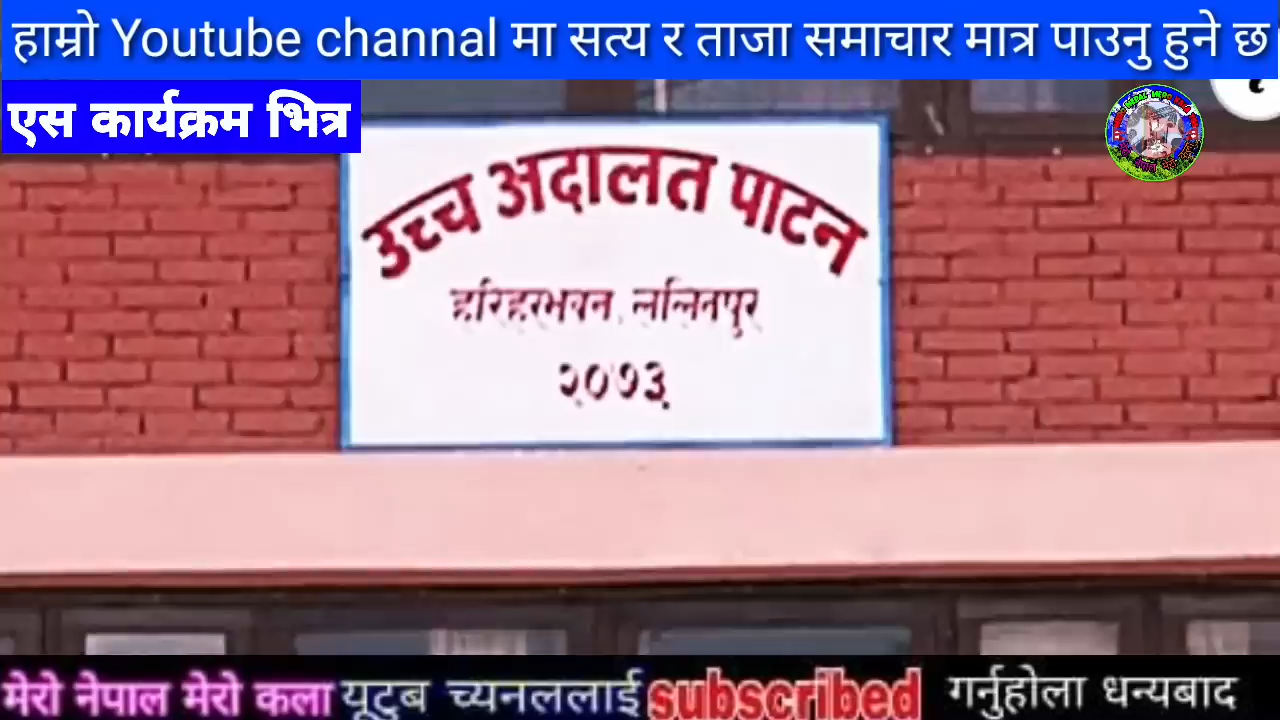 हाम्रो Youtube channal मा सत्य र ताजा समाचार मात्र पाउनु हुने छ
एस कार्यक्रम भित्र
उच्च अदालत पाटन
हरिहरभवन, ललितपुर
२०७३
मेरो नेपाल मेरो कला यूटुब च्यनललाई subscribed गर्नुहोला धन्यबाद